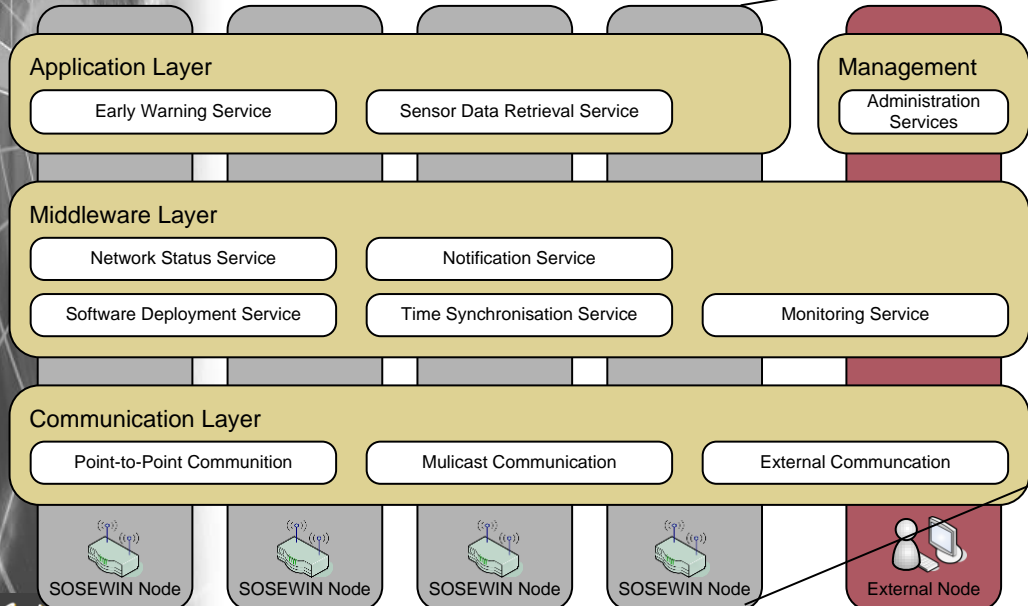 Application Layer
Management
Early Warning Service
Sensor Data Retrieval Service
Administration
Services
Middleware Layer
Network Status Service
Notification Service
Software Deployment Service
Time Synchronisation Service
Monitoring Service
Communication Layer
Point-to-Point Communition
Mulicast Communication
External Communcation
SOSEWIN Node
SOSEWIN Node
SOSEWIN Node
SOSEWIN Node
External Node